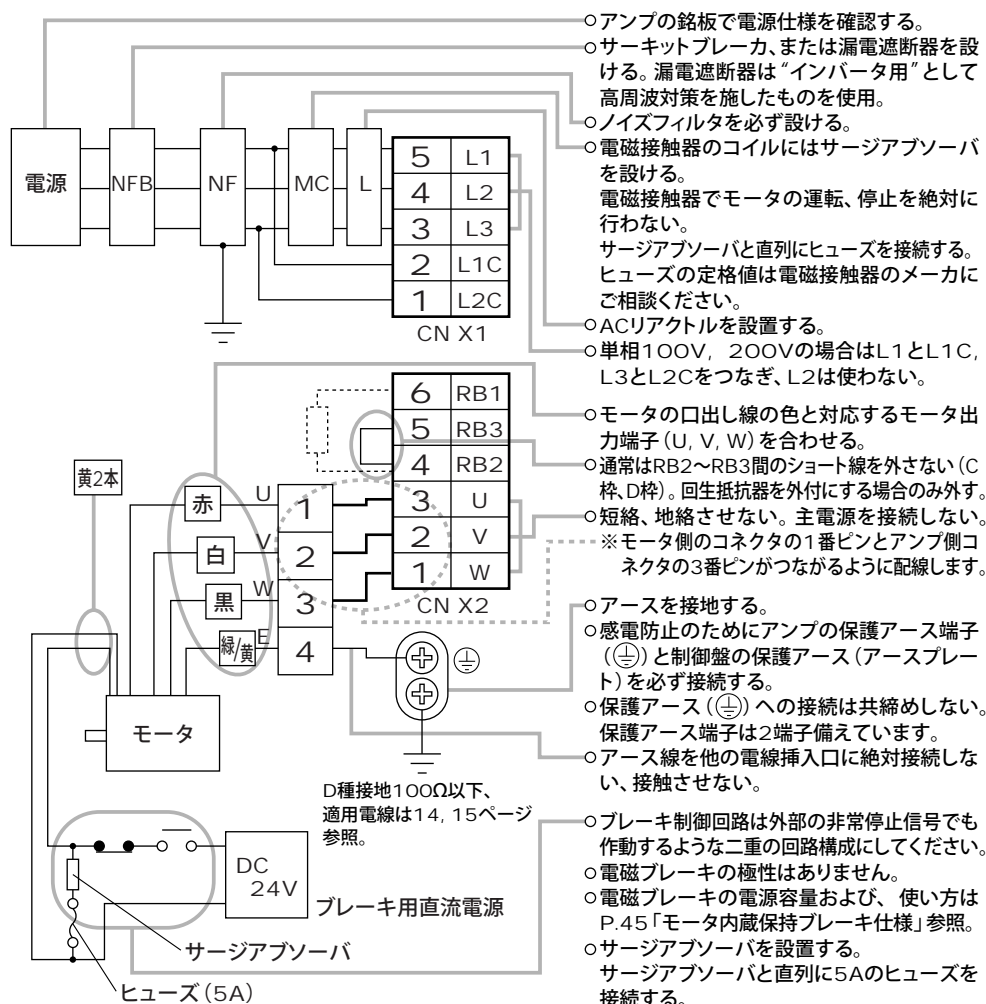 アンプの銘板で電源仕様を確認する。
サーキットブレーカ、または漏電遮断器を設
ける。漏電遮断器は“インバータ用”として
高周波対策を施したものを使用。
ノイズフィルタを必ず設ける。
電磁接触器のコイルにはサージアブソーバ
を設ける。
電磁接触器でモータの運転、停止を絶対に
行わない。
サージアブソーバと直列にヒューズを接続する。
ヒューズの定格値は電磁接触器のメーカに
ご相談ください。
ACリアクトルを設置する。
単相100V, 200Vの場合はL1とL1C,
L3とL2Cをつなぎ、L2は使わない。
電源
NFB
NF
MC
L
5 L1
4 L2
3 L3
2 L1C
1 L2C
CN X1
6 RB1
5 RB3
4 RB2
3 U
2 V
1 W
CN X2
モータの口出し線の色と対応するモータ出
力端子(U, V, W)を合わせる。
通常はRB2〜RB3間のショート線を外さない(C
枠、D枠)。回生抵抗器を外付にする場合のみ外す。
短絡、地絡させない。主電源を接続しない。
※モータ側のコネクタの1番ピンとアンプ側コ
ネクタの3番ピンがつながるように配線します。
黄2本
赤 U 1
白 V 2
黒 W 3
緑/黄 E 4
モータ
アースを接地する。
感電防止のためにアンプの保護アース端子
(⏚)と制御盤の保護アース(アースプレー
ト)を必ず接続する。
保護アース(⏚)への接続は共締めしない。
保護アース端子は2端子備えています。
アース線を他の電線挿入口に絶対接続しな
い、接触させない。
D種接地100Ω以下、
適用電線は14, 15ページ
参照。
DC
24V
ブレーキ用直流電源
サージアブソーバ
ヒューズ(5A)
ブレーキ制御回路は外部の非常停止信号でも
作動するような二重の回路構成にしてください。
電磁ブレーキの極性はありません。
電磁ブレーキの電源容量および、使い方は
P.45「モータ内蔵保持ブレーキ仕様」参照。
サージアブソーバを設置する。
サージアブソーバと直列に5Aのヒューズを
接続する。